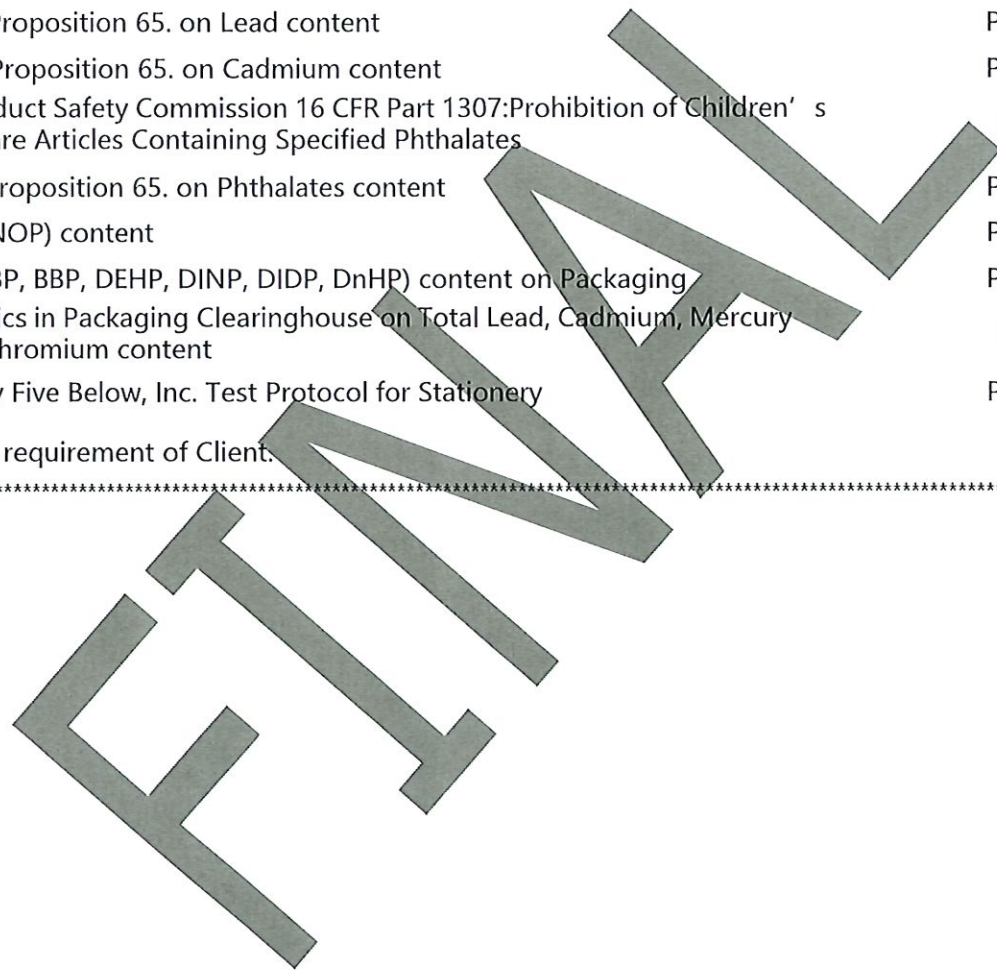 Proposition 65. on Lead content P
Proposition 65. on Cadmium content P
duct Safety Commission 16 CFR Part 1307:Prohibition of Children’ s
re Articles Containing Specified Phthalates
roposition 65. on Phthalates content P
NOP) content P
BP, BBP, DEHP, DINP, DIDP, DnHP) content on Packaging P
ics in Packaging Clearinghouse on Total Lead, Cadmium, Mercury
hromium content
y Five Below, Inc. Test Protocol for Stationery P
requirement of Client.
********************************************************************************
FINAL